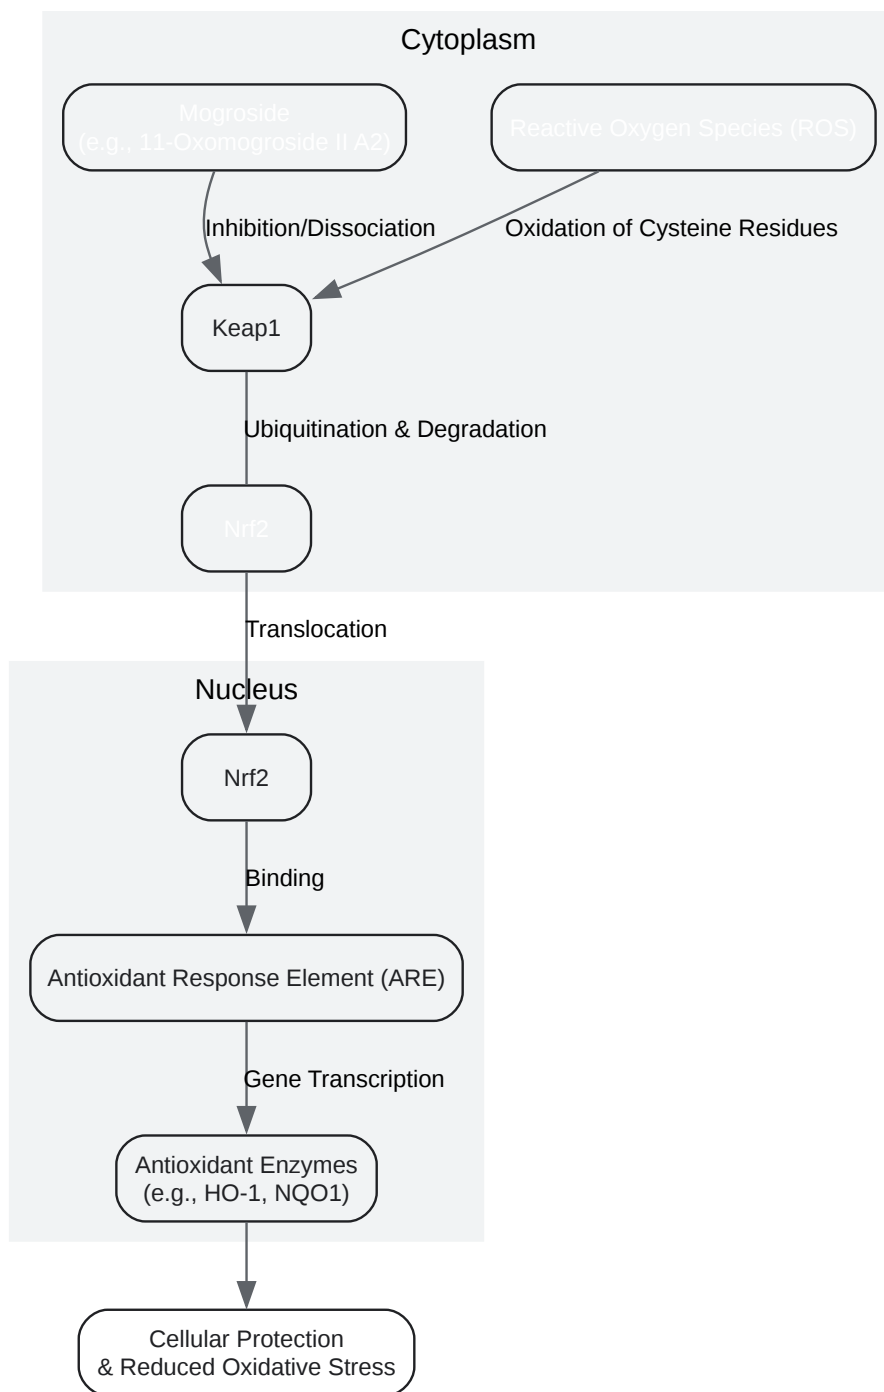 Cytoplasm
Mogroside
(e.g., 11-Oxomogroside II A2)
Reactive Oxygen Species (ROS)
Inhibition/Dissociation
Oxidation of Cysteine Residues
Keap1
Ubiquitination & Degradation
Nrf2
Translocation
Nucleus
Nrf2
Binding
Antioxidant Response Element (ARE)
Gene Transcription
Antioxidant Enzymes
(e.g., HO-1, NQO1)
Cellular Protection
& Reduced Oxidative Stress